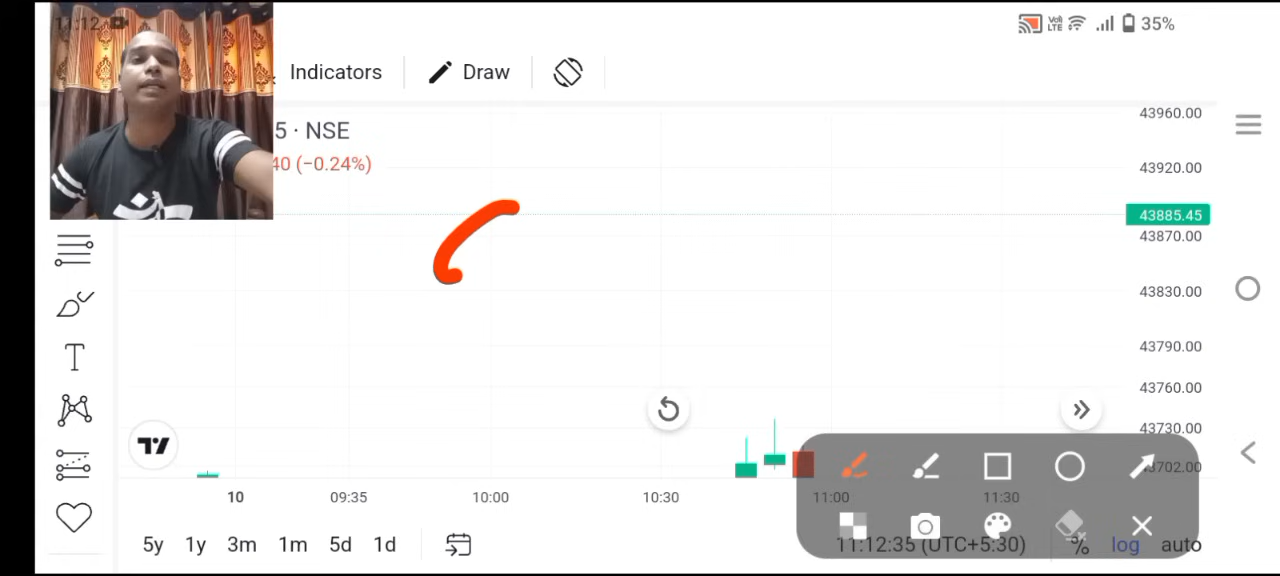 11:12
Voll LTE 35%
Indicators
Draw
5 · NSE
40 (−0.24%)
43960.00
43920.00
43885.45
43870.00
43830.00
43790.00
43760.00
43730.00
43702.00
10 09:35 10:00 10:30 11:00 11:30
5y 1y 3m 1m 5d 1d
11:12:35 (UTC+5:30) % log auto